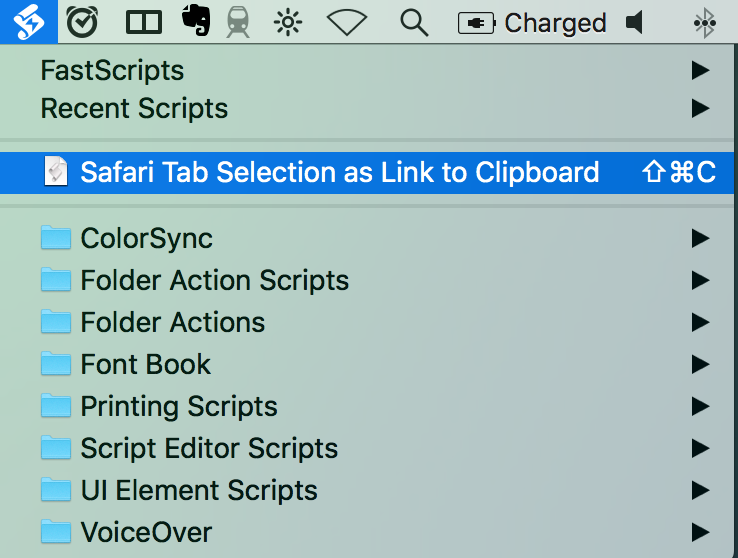 Charged
FastScripts
Recent Scripts
Safari Tab Selection as Link to Clipboard ⇧⌘C
ColorSync
Folder Action Scripts
Folder Actions
Font Book
Printing Scripts
Script Editor Scripts
UI Element Scripts
VoiceOver